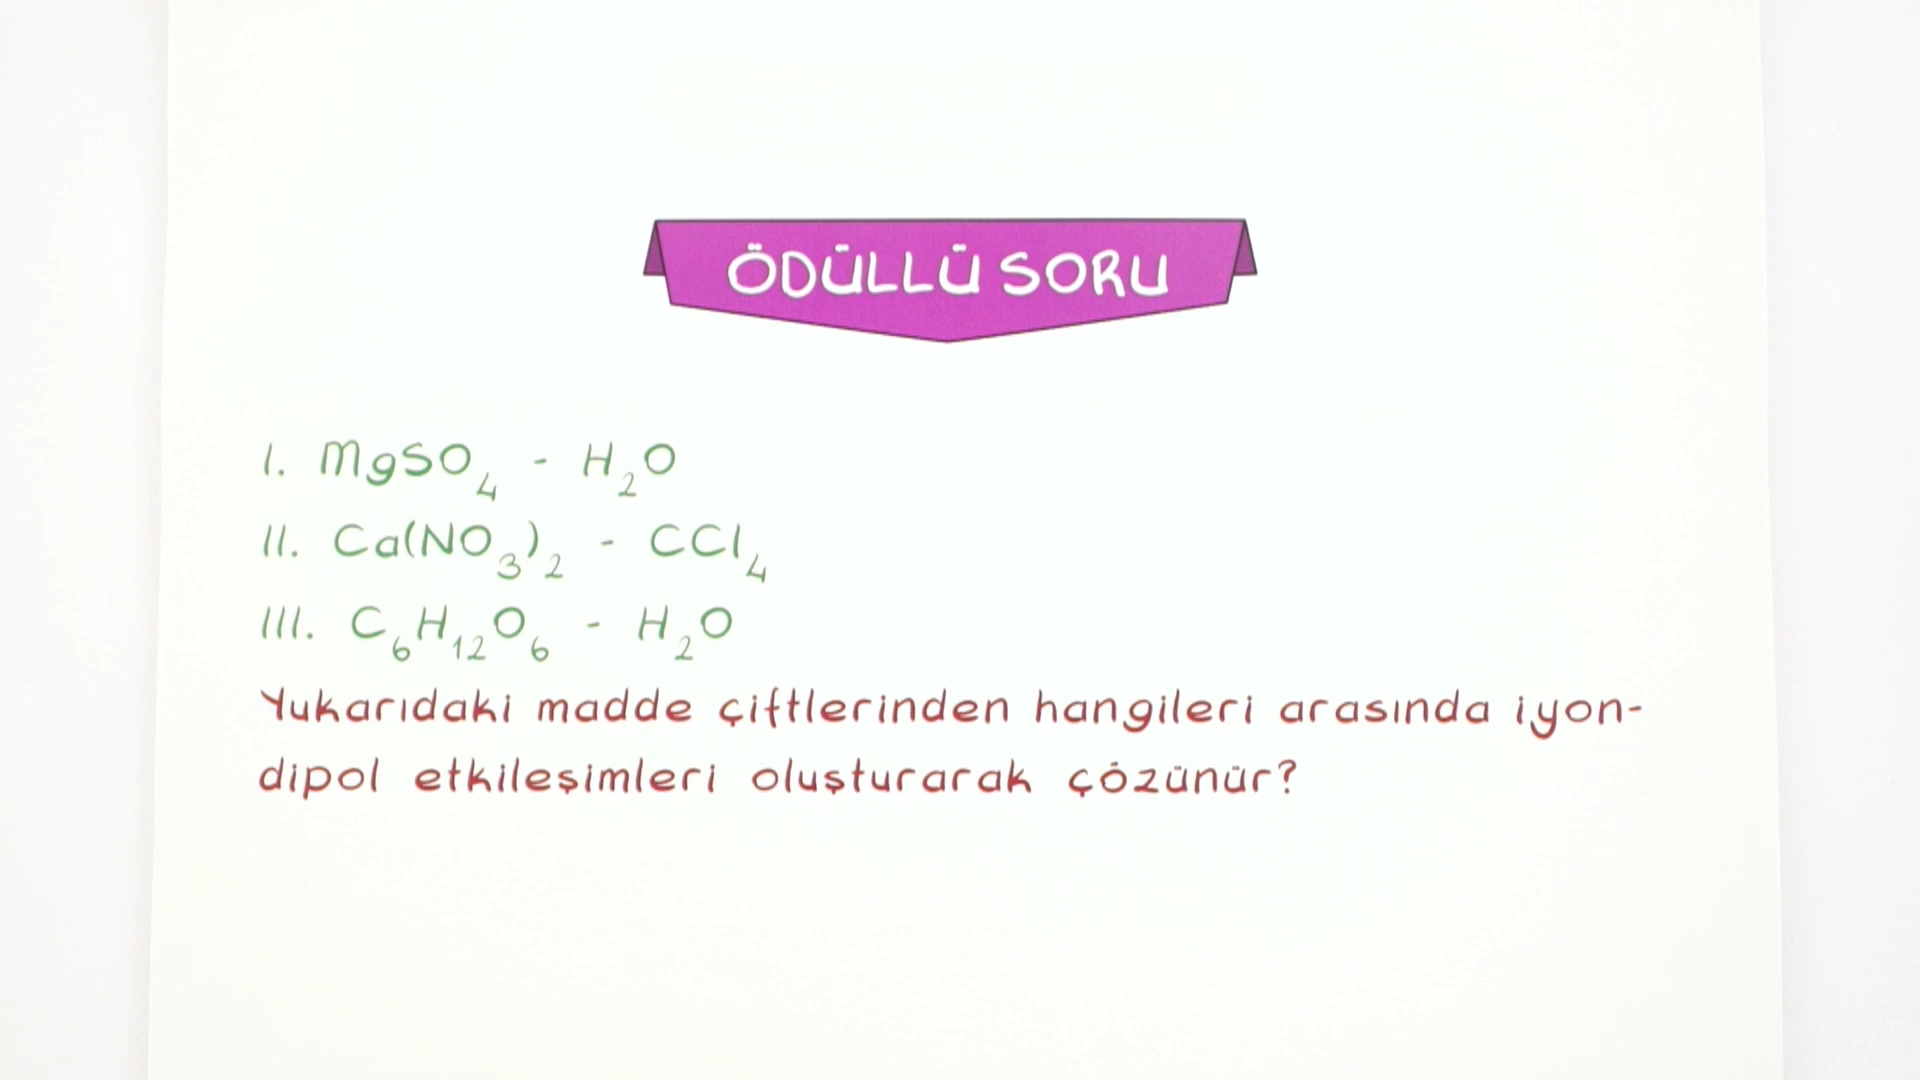 ÖDÜLLÜ SORU
I. MgSO₄ - H₂O
II. Ca(NO₃)₂ - CCl₄
III. C₆H₁₂O₆ - H₂O
Yukarıdaki madde çiftlerinden hangileri arasında iyon-
dipol etkileşimleri oluşturarak çözünür?